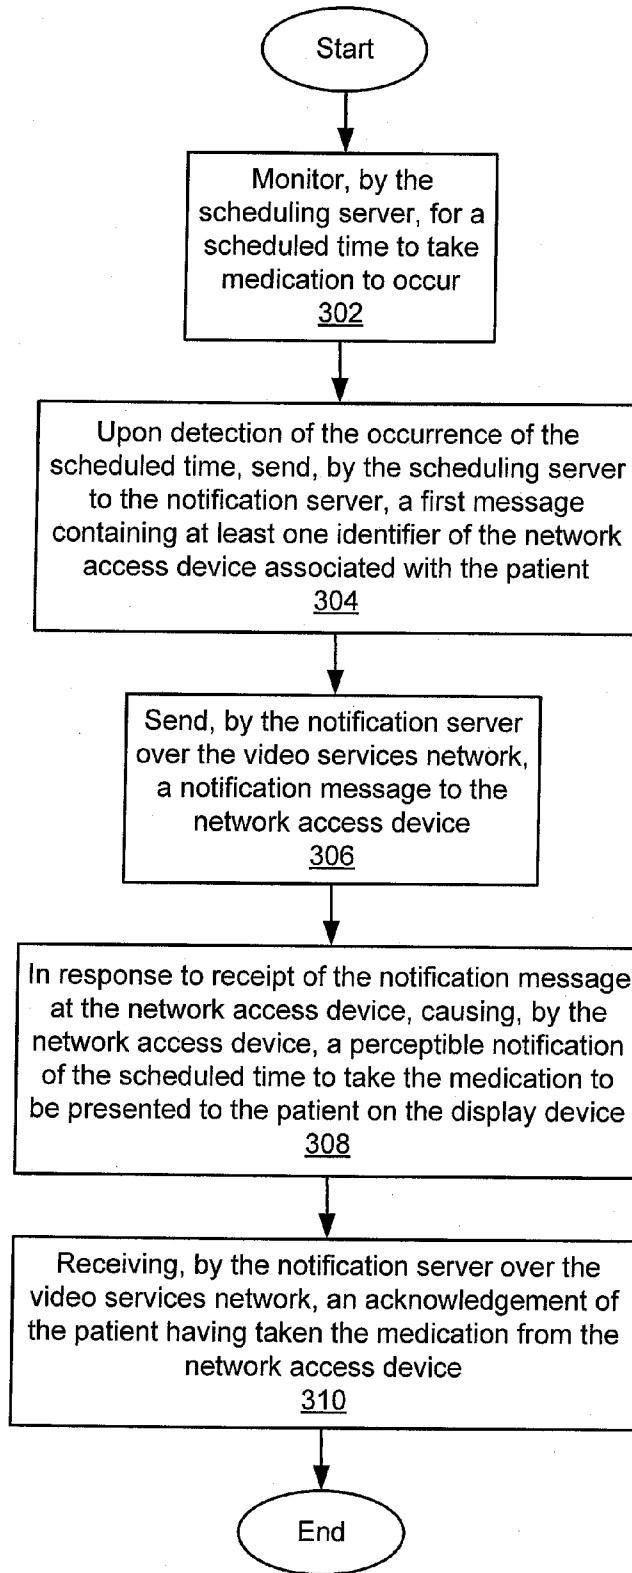 Start
Monitor, by the
scheduling server, for a
scheduled time to take
medication to occur
302
Upon detection of the occurrence of the
scheduled time, send, by the scheduling server
to the notification server, a first message
containing at least one identifier of the network
access device associated with the patient
304
Send, by the notification server
over the video services network,
a notification message to the
network access device
306
In response to receipt of the notification message
at the network access device, causing, by the
network access device, a perceptible notification
of the scheduled time to take the medication to
be presented to the patient on the display device
308
Receiving, by the notification server over the
video services network, an acknowledgement of
the patient having taken the medication from the
network access device
310
End